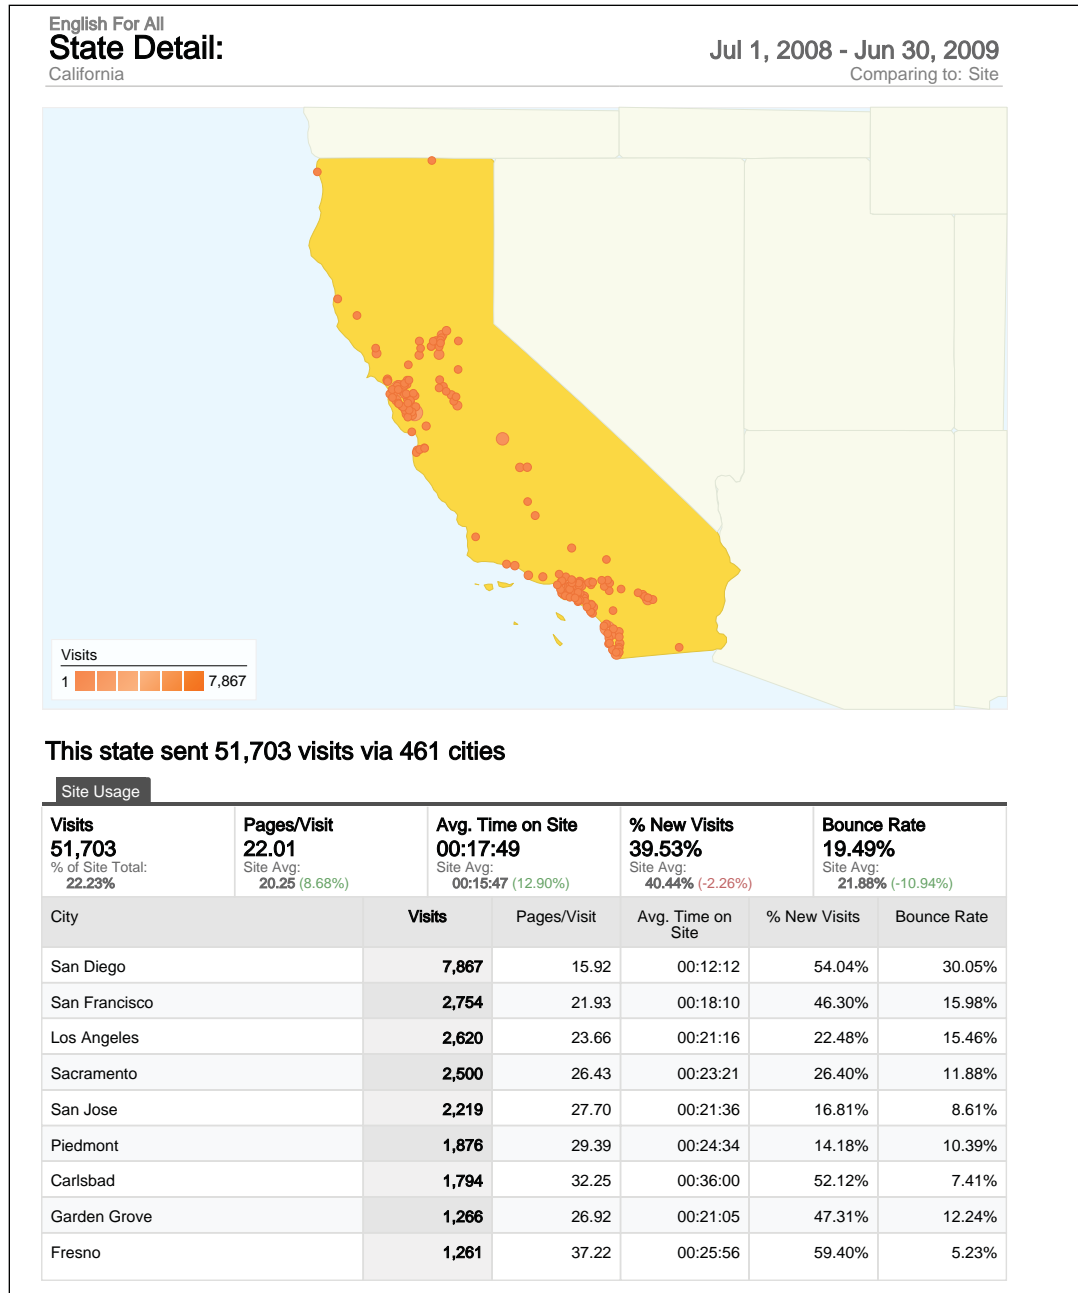 English For All
State Detail:
California
Jul 1, 2008 - Jun 30, 2009
Comparing to: Site
Visits
1 7,867
This state sent 51,703 visits via 461 cities
Site Usage
Visits
51,703
% of Site Total:
22.23%
Pages/Visit
22.01
Site Avg:
20.25 (8.68%)
Avg. Time on Site
00:17:49
Site Avg:
00:15:47 (12.90%)
% New Visits
39.53%
Site Avg:
40.44% (-2.26%)
Bounce Rate
19.49%
Site Avg:
21.88% (-10.94%)
City Visits Pages/Visit Avg. Time on Site % New Visits Bounce Rate
San Diego 7,867 15.92 00:12:12 54.04% 30.05%
San Francisco 2,754 21.93 00:18:10 46.30% 15.98%
Los Angeles 2,620 23.66 00:21:16 22.48% 15.46%
Sacramento 2,500 26.43 00:23:21 26.40% 11.88%
San Jose 2,219 27.70 00:21:36 16.81% 8.61%
Piedmont 1,876 29.39 00:24:34 14.18% 10.39%
Carlsbad 1,794 32.25 00:36:00 52.12% 7.41%
Garden Grove 1,266 26.92 00:21:05 47.31% 12.24%
Fresno 1,261 37.22 00:25:56 59.40% 5.23%